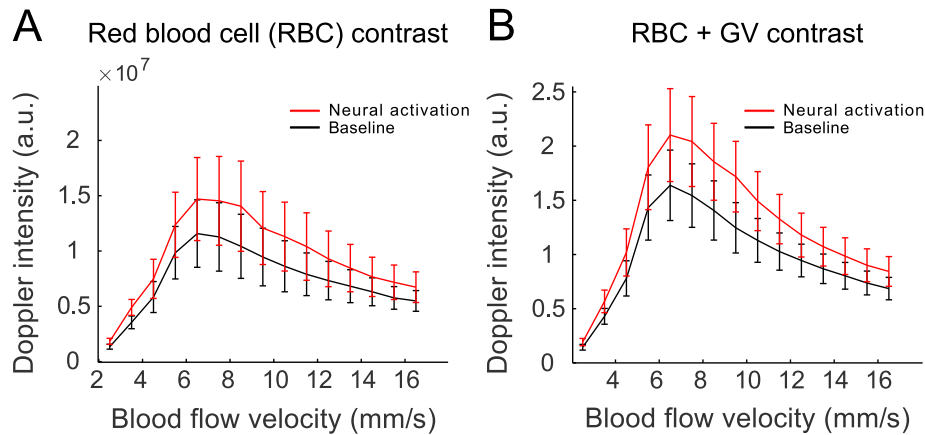 A
Red blood cell (RBC) contrast
×10⁷
Doppler intensity (a.u.)
2
1.5
1
0.5
0
2 4 6 8 10 12 14 16
Blood flow velocity (mm/s)
Neural activation
Baseline
B
RBC + GV contrast
Doppler intensity (a.u.)
2.5
2
1.5
1
0.5
0
4 6 8 10 12 14 16
Blood flow velocity (mm/s)
Neural activation
Baseline